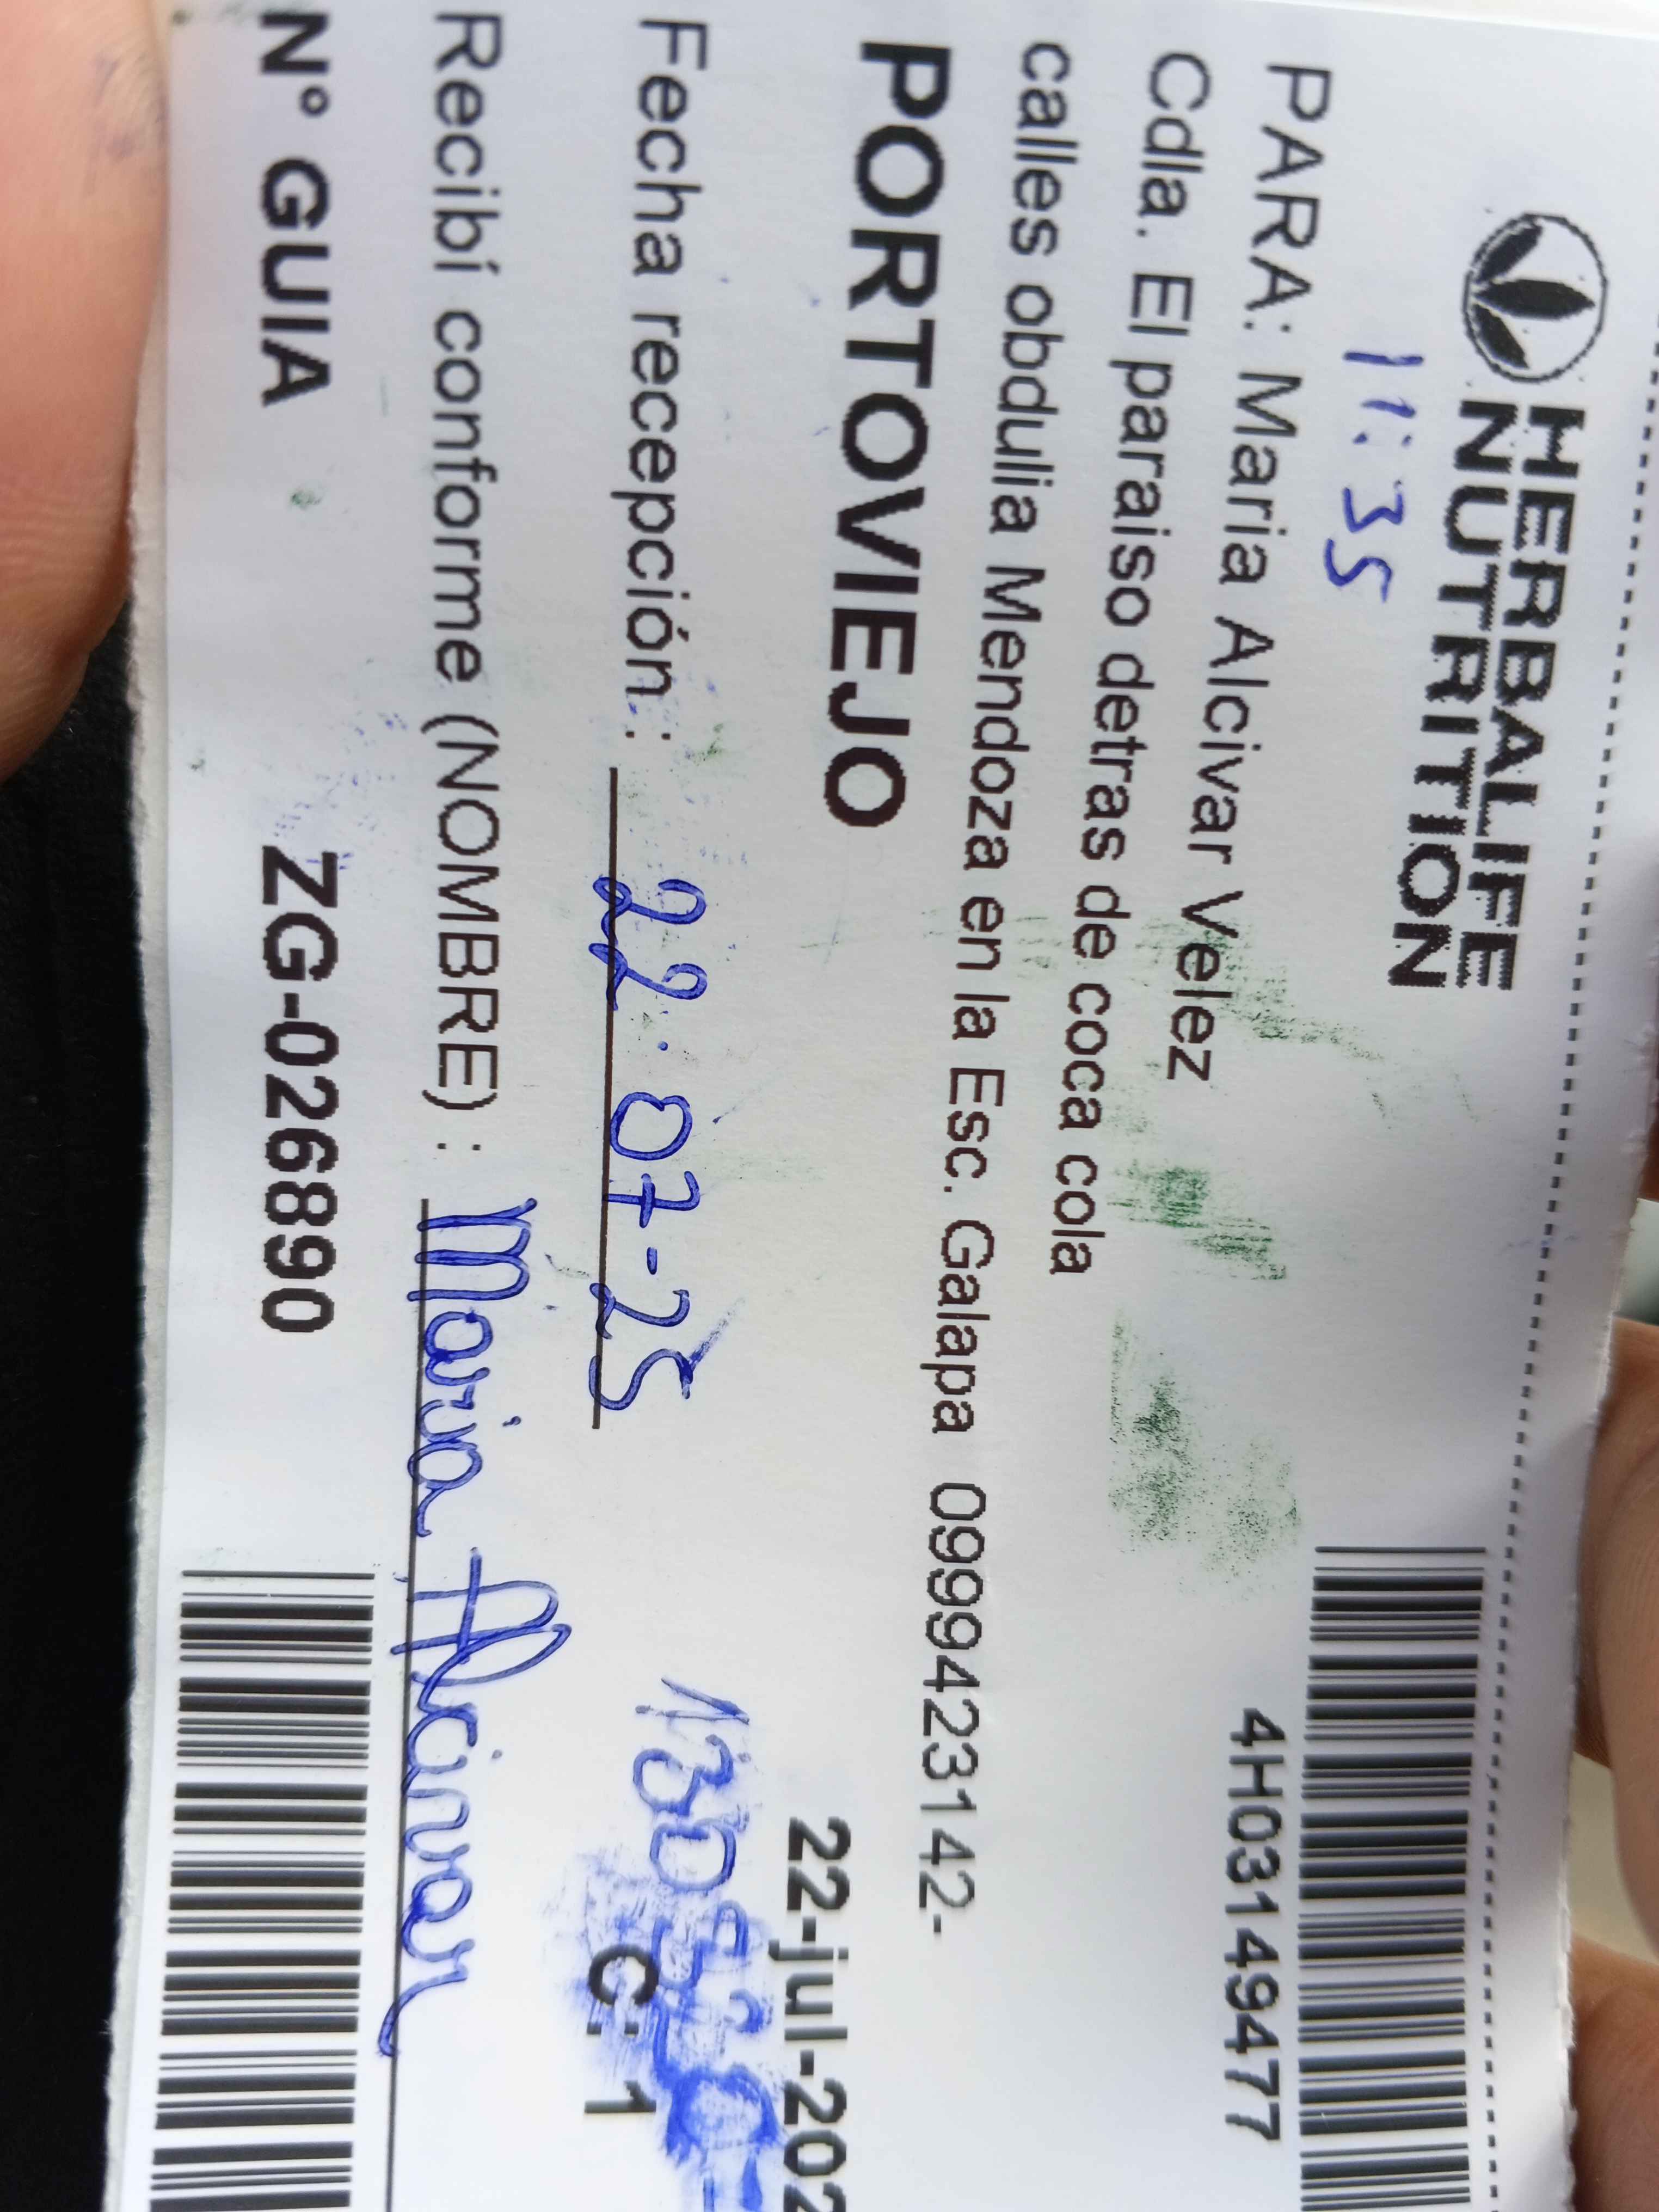 HERBALIFE
NUTRITION
11:35
4H03149477
PARA: Maria Alcivar Velez
Cdla. El paraiso detras de coca cola
calles obdulia Mendoza en la Esc. Galapa 0999423142-
PORTOVIEJO
22-jul-202
Fecha recepción : 22.07-25
C: 1
Recibí conforme (NOMBRE) : Maria Alcivar
N° GUIA ZG-026890